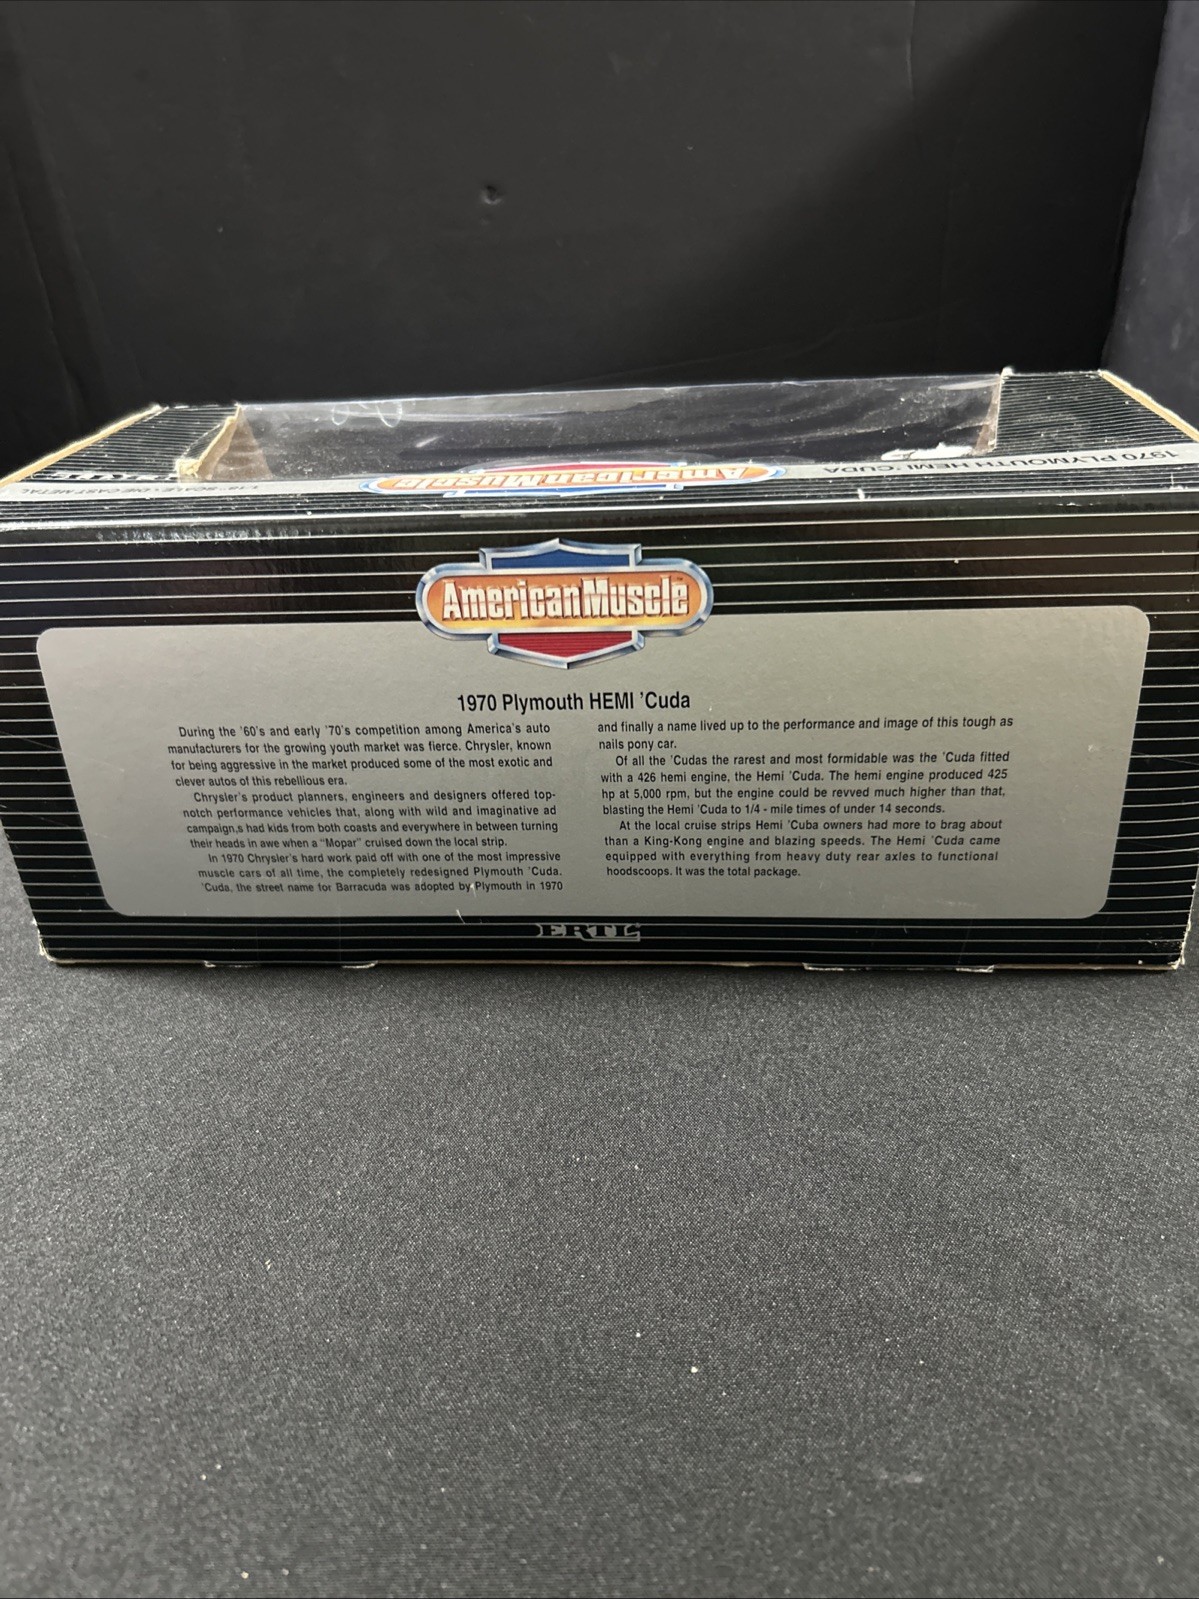 ERTL
1:18TH SCALE, DIE CAST METAL
AmericanMuscle
1970 PLYMOUTH HEMI 'CUDA
AmericanMuscle™
1970 Plymouth HEMI 'Cuda
During the '60's and early '70's competition among America's auto
manufacturers for the growing youth market was fierce. Chrysler, known
for being aggressive in the market produced some of the most exotic and
clever autos of this rebellious era.
Chrysler's product planners, engineers and designers offered top-
notch performance vehicles that, along with wild and imaginative ad
campaign,s had kids from both coasts and everywhere in between turning
their heads in awe when a "Mopar" cruised down the local strip.
In 1970 Chrysler's hard work paid off with one of the most impressive
muscle cars of all time, the completely redesigned Plymouth 'Cuda.
'Cuda, the street name for Barracuda was adopted by Plymouth in 1970
and finally a name lived up to the performance and image of this tough as
nails pony car.
Of all the 'Cudas the rarest and most formidable was the 'Cuda fitted
with a 426 hemi engine, the Hemi 'Cuda. The hemi engine produced 425
hp at 5,000 rpm, but the engine could be revved much higher than that,
blasting the Hemi 'Cuda to 1/4 - mile times of under 14 seconds.
At the local cruise strips Hemi 'Cuba owners had more to brag about
than a King-Kong engine and blazing speeds. The Hemi 'Cuda came
equipped with everything from heavy duty rear axles to functional
hoodscoops. It was the total package.
ERTL